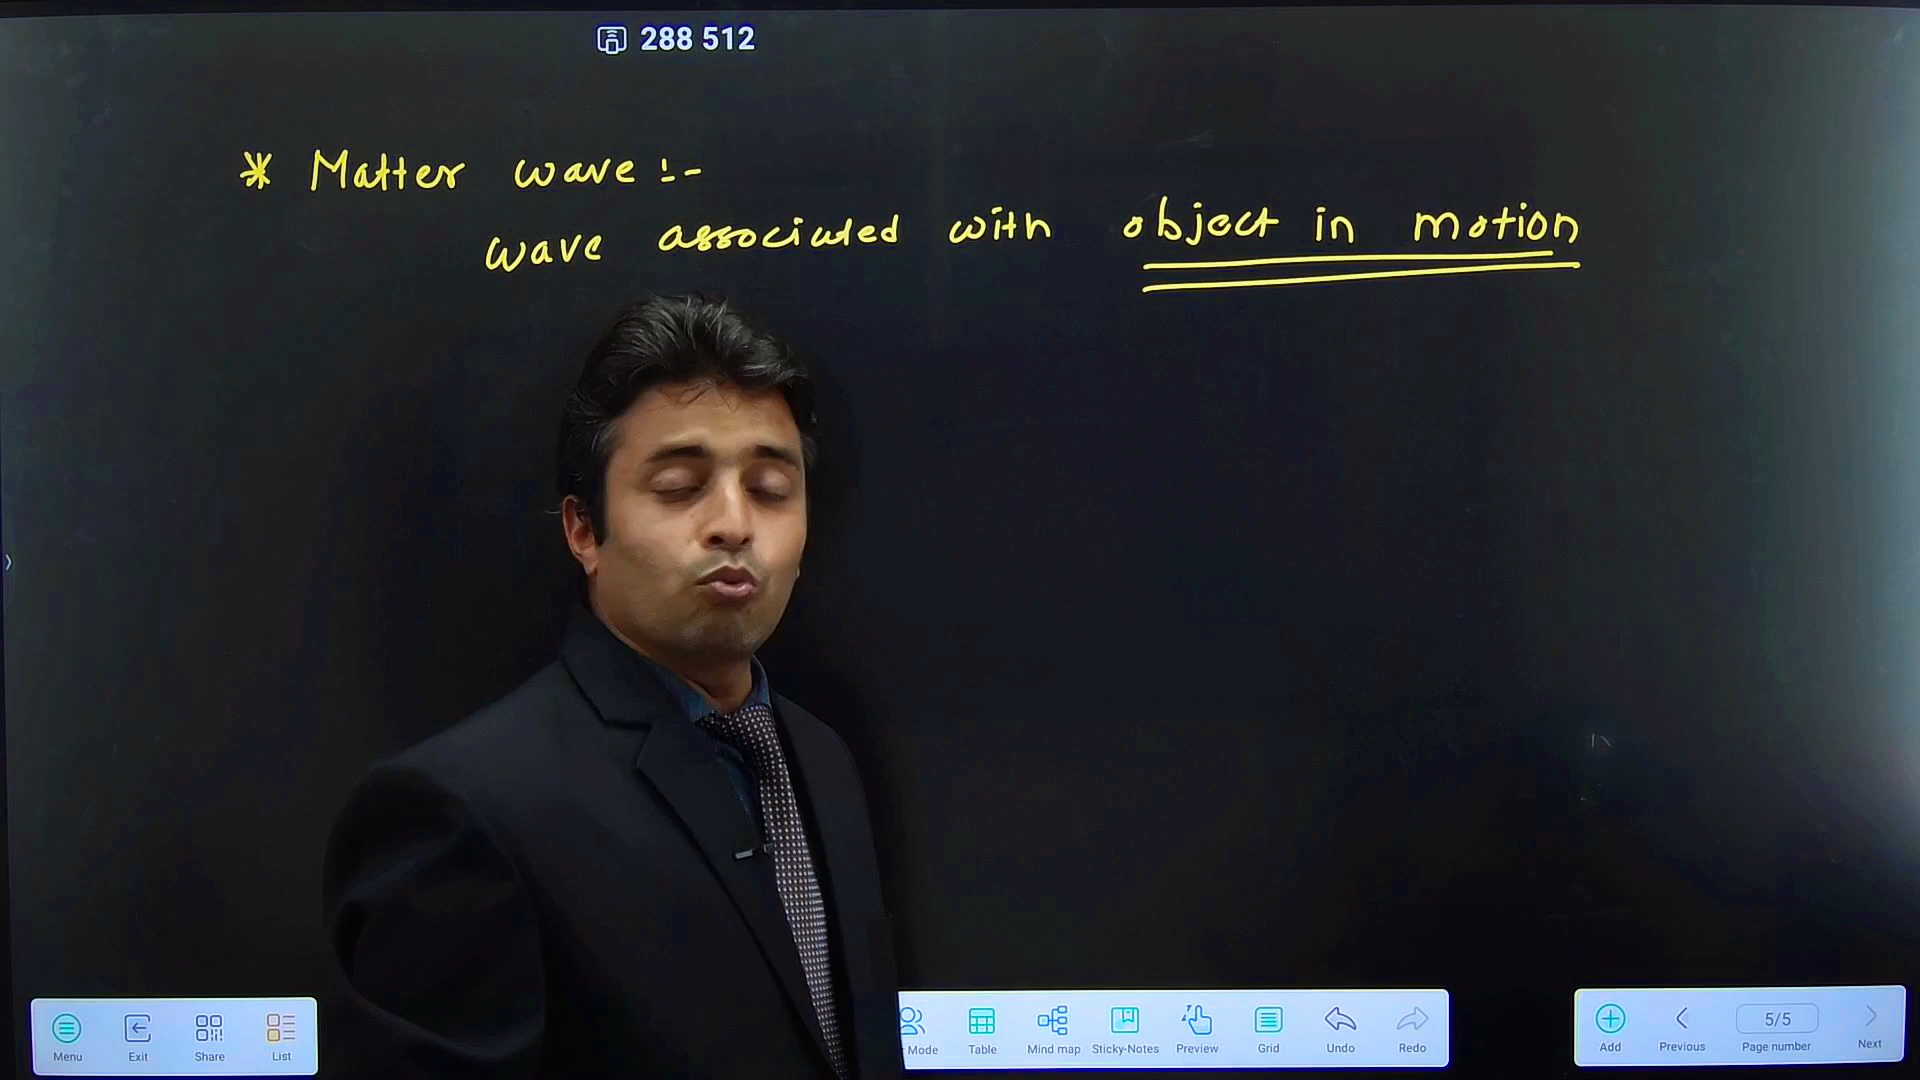 288 512
* Matter wave :-
wave associated with object in motion
Menu Exit Share List Mode Table Mind map Sticky-Notes Preview Grid Undo Redo Add Previous 5/5 Page number Next